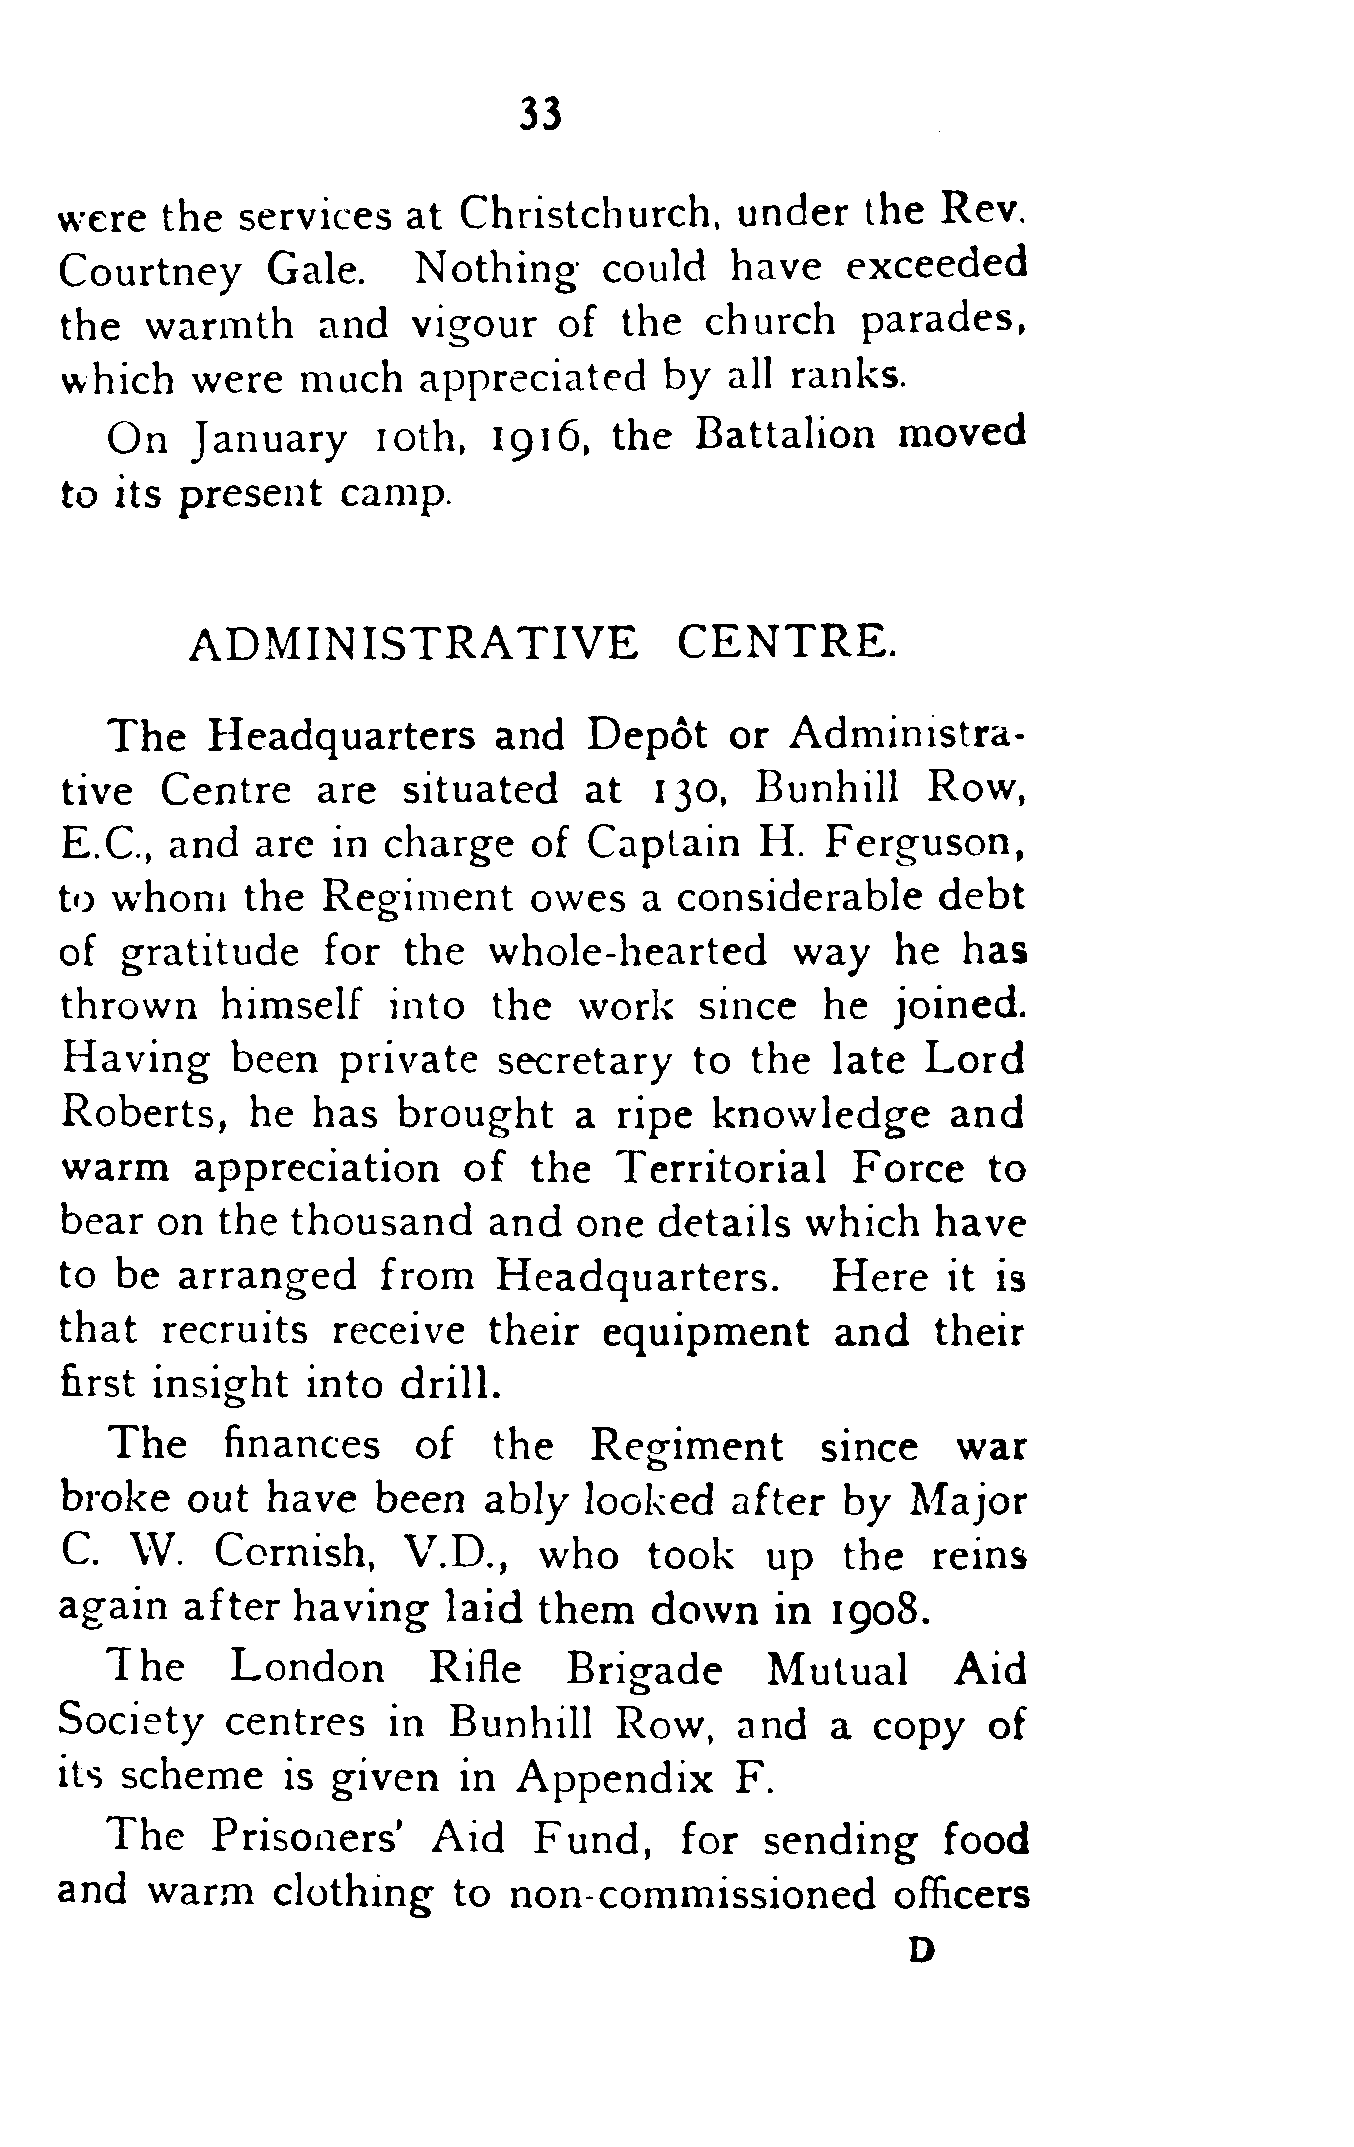 33
were the services at Christchurch, under the Rev.
Courtney Gale. Nothing could have exceeded
the warmth and vigour of the church parades,
which were much appreciated by all ranks.
On January 10th, 1916, the Battalion moved
to its present camp.
ADMINISTRATIVE CENTRE.
The Headquarters and Depôt or Administra-
tive Centre are situated at 130, Bunhill Row,
E.C., and are in charge of Captain H. Ferguson,
to whom the Regiment owes a considerable debt
of gratitude for the whole-hearted way he has
thrown himself into the work since he joined.
Having been private secretary to the late Lord
Roberts, he has brought a ripe knowledge and
warm appreciation of the Territorial Force to
bear on the thousand and one details which have
to be arranged from Headquarters. Here it is
that recruits receive their equipment and their
first insight into drill.
The finances of the Regiment since war
broke out have been ably looked after by Major
C. W. Cornish, V.D., who took up the reins
again after having laid them down in 1908.
The London Rifle Brigade Mutual Aid
Society centres in Bunhill Row, and a copy of
its scheme is given in Appendix F.
The Prisoners' Aid Fund, for sending food
and warm clothing to non-commissioned officers
D